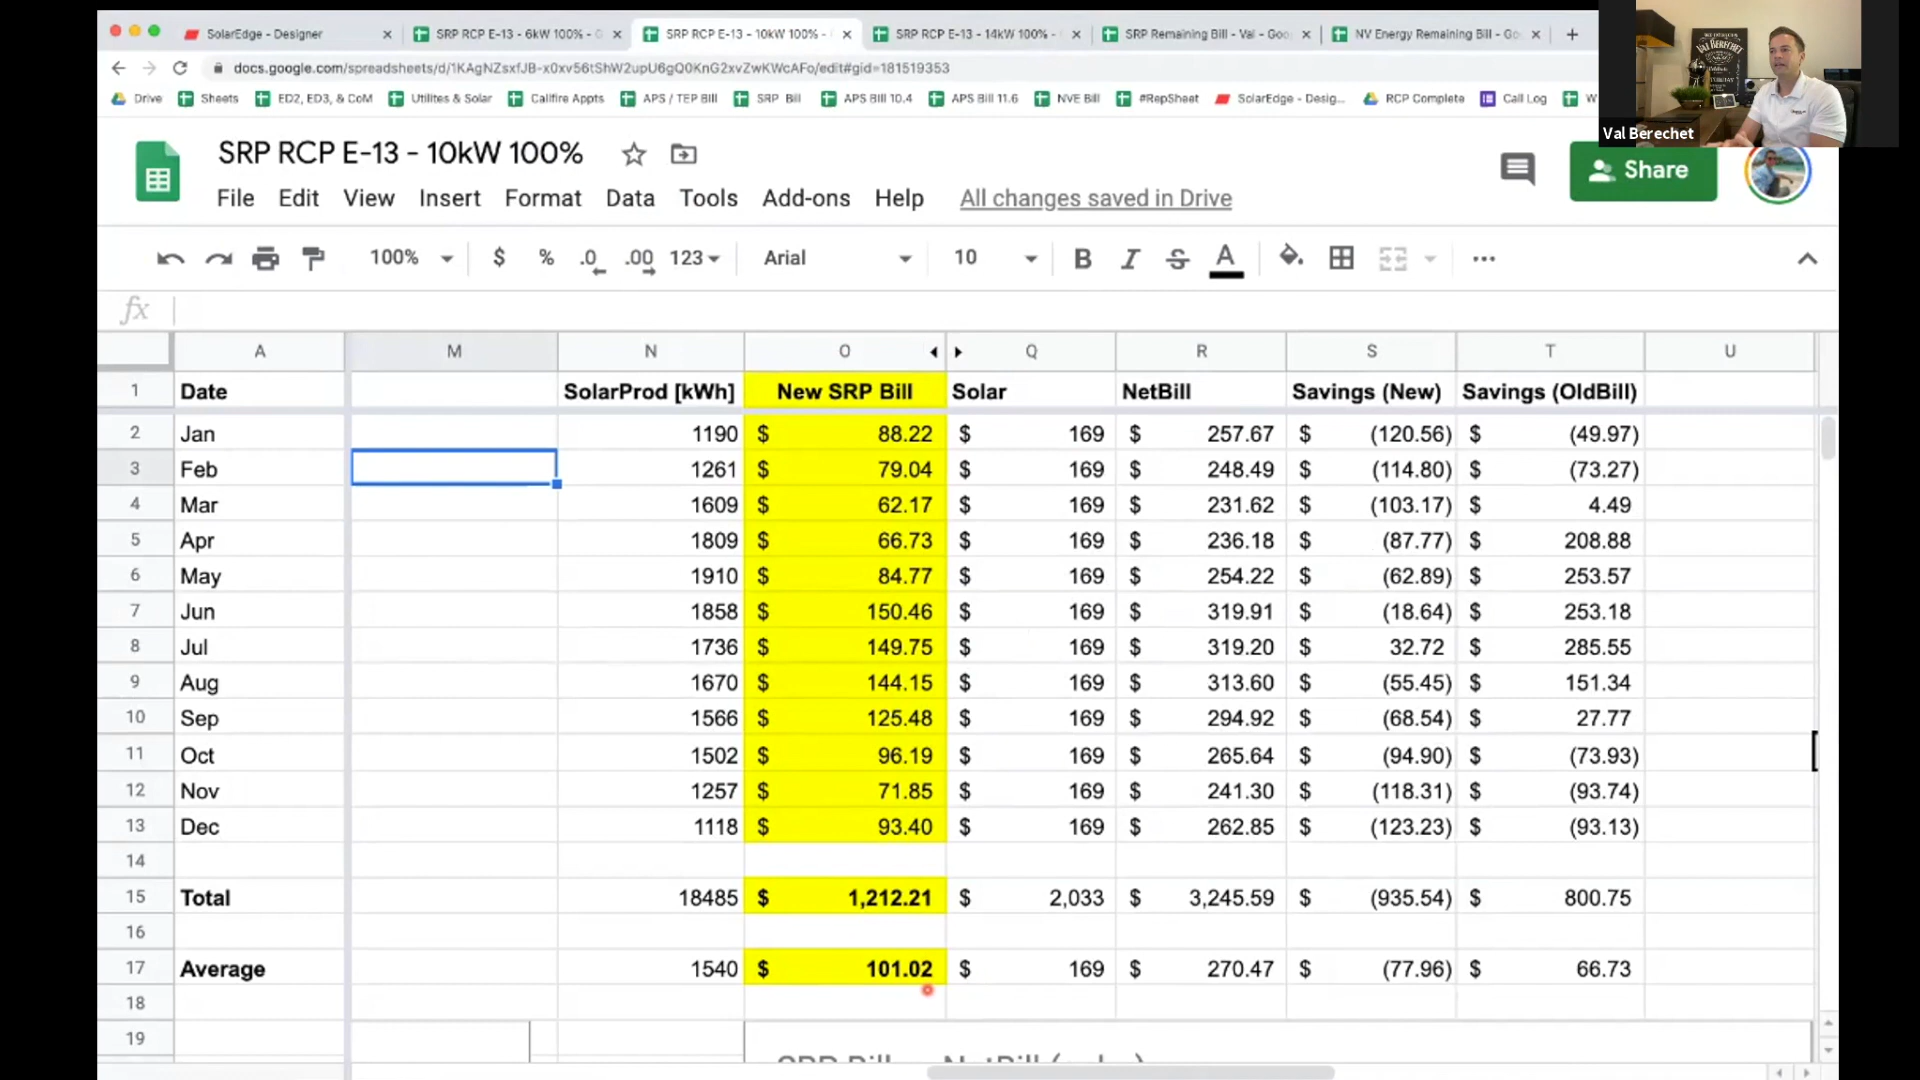 SolarEdge - Designer
SRP RCP E-13 - 6kW 100% - G
SRP RCP E-13 - 10kW 100% -
SRP RCP E-13 - 14kW 100% -
SRP Remaining Bill - Val - Goo
NV Energy Remaining Bill - Go
docs.google.com/spreadsheets/d/1KAgNZsxfJB-x0xv56tShW2upU6gQ0KnG2xvZwKWcAFo/edit#gid=181519353
Drive Sheets ED2, ED3, & CoM Utilites & Solar Callfire Appts APS / TEP Bill SRP Bill APS Bill 10.4 APS Bill 11.6 NVE Bill #RepSheet SolarEdge - Desig... RCP Complete Call Log W
VAL BERECHET
Val Berechet
SRP RCP E-13 - 10kW 100%
Share
File Edit View Insert Format Data Tools Add-ons Help All changes saved in Drive
100% $ % .0 .00 123 Arial 10 B I S A
fx
A M N O Q R S T U
1 Date SolarProd [kWh] New SRP Bill Solar NetBill Savings (New) Savings (OldBill)
2 Jan 1190 $ 88.22 $ 169 $ 257.67 $ (120.56) $ (49.97)
3 Feb 1261 $ 79.04 $ 169 $ 248.49 $ (114.80) $ (73.27)
4 Mar 1609 $ 62.17 $ 169 $ 231.62 $ (103.17) $ 4.49
5 Apr 1809 $ 66.73 $ 169 $ 236.18 $ (87.77) $ 208.88
6 May 1910 $ 84.77 $ 169 $ 254.22 $ (62.89) $ 253.57
7 Jun 1858 $ 150.46 $ 169 $ 319.91 $ (18.64) $ 253.18
8 Jul 1736 $ 149.75 $ 169 $ 319.20 $ 32.72 $ 285.55
9 Aug 1670 $ 144.15 $ 169 $ 313.60 $ (55.45) $ 151.34
10 Sep 1566 $ 125.48 $ 169 $ 294.92 $ (68.54) $ 27.77
11 Oct 1502 $ 96.19 $ 169 $ 265.64 $ (94.90) $ (73.93)
12 Nov 1257 $ 71.85 $ 169 $ 241.30 $ (118.31) $ (93.74)
13 Dec 1118 $ 93.40 $ 169 $ 262.85 $ (123.23) $ (93.13)
14
15 Total 18485 $ 1,212.21 $ 2,033 $ 3,245.59 $ (935.54) $ 800.75
16
17 Average 1540 $ 101.02 $ 169 $ 270.47 $ (77.96) $ 66.73
18
19